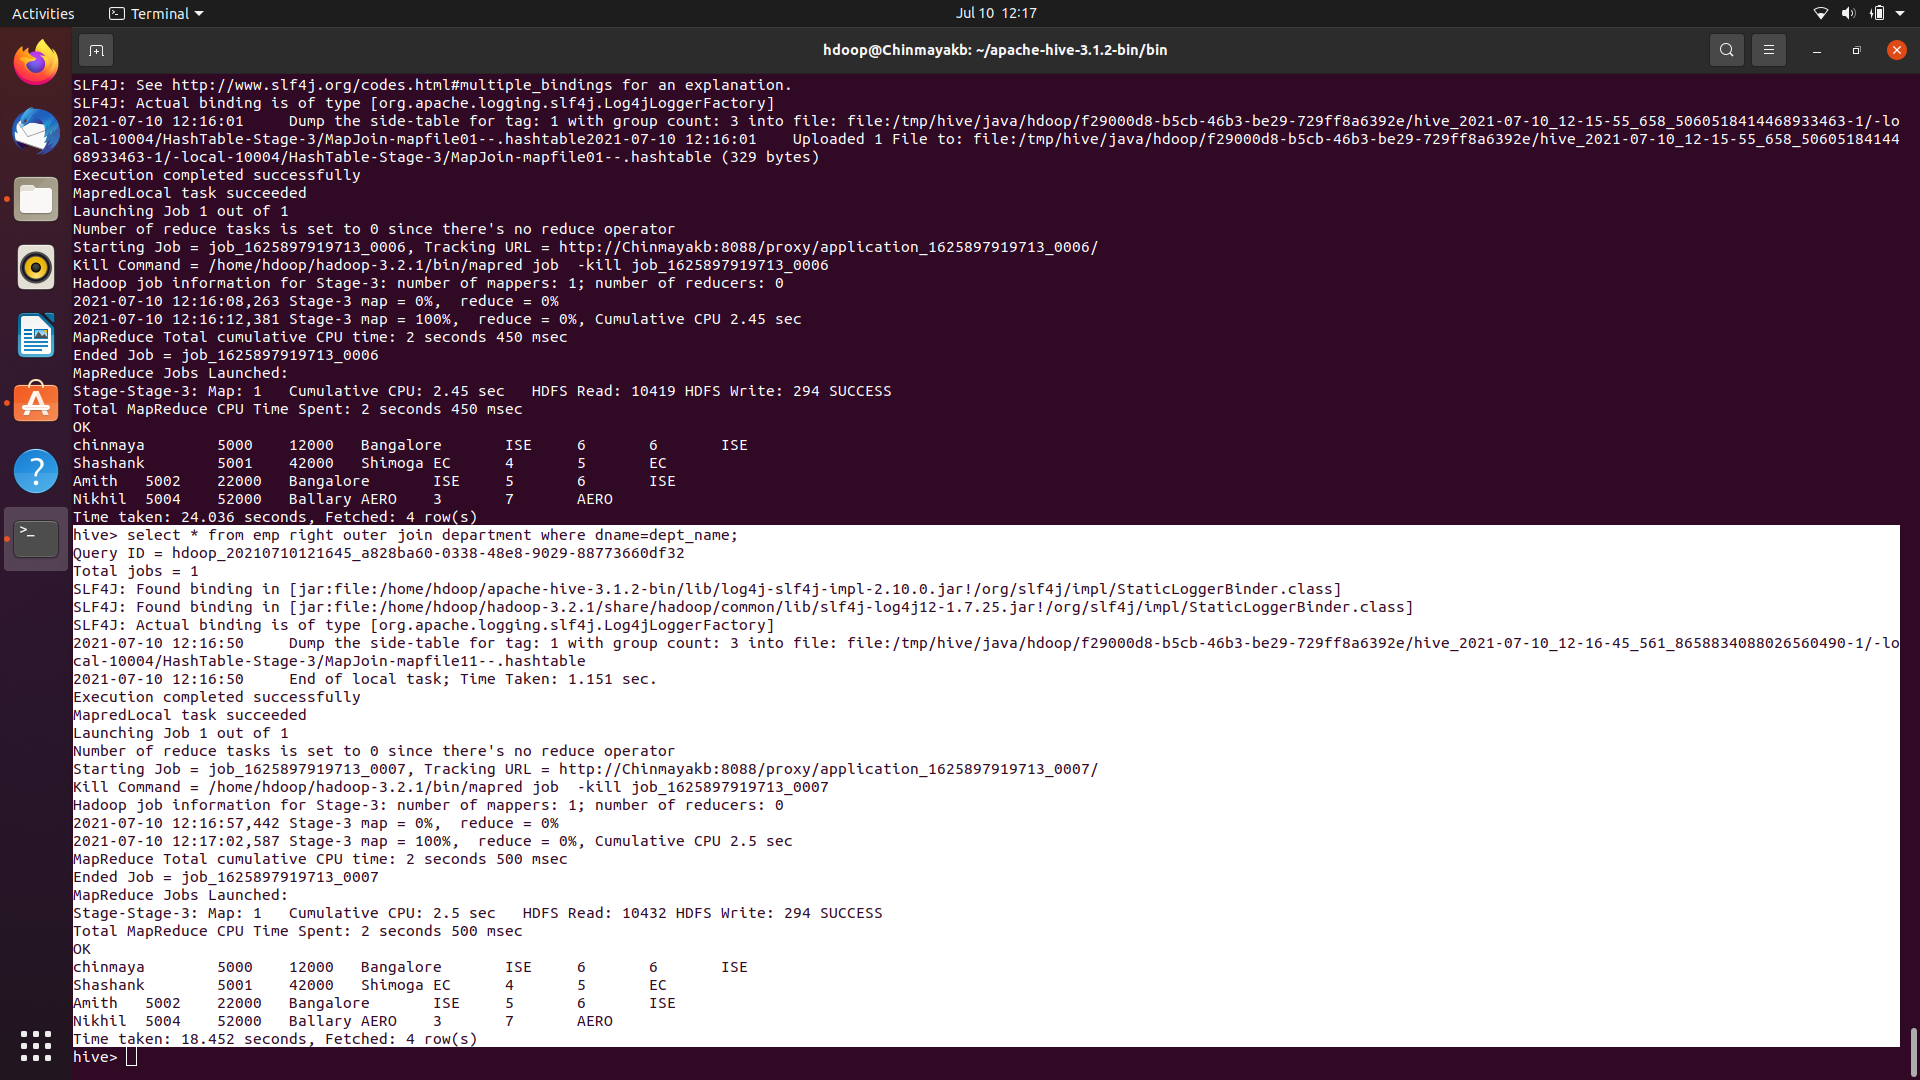 Activities
Terminal
Jul 10 12:17
hdoop@Chinmayakb: ~/apache-hive-3.1.2-bin/bin
SLF4J: See http://www.slf4j.org/codes.html#multiple_bindings for an explanation.
SLF4J: Actual binding is of type [org.apache.logging.slf4j.Log4jLoggerFactory]
2021-07-10 12:16:01     Dump the side-table for tag: 1 with group count: 3 into file: file:/tmp/hive/java/hdoop/f29000d8-b5cb-46b3-be29-729ff8a6392e/hive_2021-07-10_12-15-55_658_5060518414468933463-1/-lo
cal-10004/HashTable-Stage-3/MapJoin-mapfile01--.hashtable2021-07-10 12:16:01    Uploaded 1 File to: file:/tmp/hive/java/hdoop/f29000d8-b5cb-46b3-be29-729ff8a6392e/hive_2021-07-10_12-15-55_658_50605184144
68933463-1/-local-10004/HashTable-Stage-3/MapJoin-mapfile01--.hashtable (329 bytes)
Execution completed successfully
MapredLocal task succeeded
Launching Job 1 out of 1
Number of reduce tasks is set to 0 since there's no reduce operator
Starting Job = job_1625897919713_0006, Tracking URL = http://Chinmayakb:8088/proxy/application_1625897919713_0006/
Kill Command = /home/hdoop/hadoop-3.2.1/bin/mapred job  -kill job_1625897919713_0006
Hadoop job information for Stage-3: number of mappers: 1; number of reducers: 0
2021-07-10 12:16:08,263 Stage-3 map = 0%,  reduce = 0%
2021-07-10 12:16:12,381 Stage-3 map = 100%,  reduce = 0%, Cumulative CPU 2.45 sec
MapReduce Total cumulative CPU time: 2 seconds 450 msec
Ended Job = job_1625897919713_0006
MapReduce Jobs Launched:
Stage-Stage-3: Map: 1   Cumulative CPU: 2.45 sec   HDFS Read: 10419 HDFS Write: 294 SUCCESS
Total MapReduce CPU Time Spent: 2 seconds 450 msec
OK
chinmaya        5000    12000   Bangalore       ISE     6       6       ISE
Shashank        5001    42000   Shimoga EC      4       5       EC
Amith   5002    22000   Bangalore       ISE     5       6       ISE
Nikhil  5004    52000   Ballary AERO    3       7       AERO
Time taken: 24.036 seconds, Fetched: 4 row(s)
hive> select * from emp right outer join department where dname=dept_name;
Query ID = hdoop_20210710121645_a828ba60-0338-48e8-9029-88773660df32
Total jobs = 1
SLF4J: Found binding in [jar:file:/home/hdoop/apache-hive-3.1.2-bin/lib/log4j-slf4j-impl-2.10.0.jar!/org/slf4j/impl/StaticLoggerBinder.class]
SLF4J: Found binding in [jar:file:/home/hdoop/hadoop-3.2.1/share/hadoop/common/lib/slf4j-log4j12-1.7.25.jar!/org/slf4j/impl/StaticLoggerBinder.class]
SLF4J: Actual binding is of type [org.apache.logging.slf4j.Log4jLoggerFactory]
2021-07-10 12:16:50     Dump the side-table for tag: 1 with group count: 3 into file: file:/tmp/hive/java/hdoop/f29000d8-b5cb-46b3-be29-729ff8a6392e/hive_2021-07-10_12-16-45_561_8658834088026560490-1/-lo
cal-10004/HashTable-Stage-3/MapJoin-mapfile11--.hashtable
2021-07-10 12:16:50     End of local task; Time Taken: 1.151 sec.
Execution completed successfully
MapredLocal task succeeded
Launching Job 1 out of 1
Number of reduce tasks is set to 0 since there's no reduce operator
Starting Job = job_1625897919713_0007, Tracking URL = http://Chinmayakb:8088/proxy/application_1625897919713_0007/
Kill Command = /home/hdoop/hadoop-3.2.1/bin/mapred job  -kill job_1625897919713_0007
Hadoop job information for Stage-3: number of mappers: 1; number of reducers: 0
2021-07-10 12:16:57,442 Stage-3 map = 0%,  reduce = 0%
2021-07-10 12:17:02,587 Stage-3 map = 100%,  reduce = 0%, Cumulative CPU 2.5 sec
MapReduce Total cumulative CPU time: 2 seconds 500 msec
Ended Job = job_1625897919713_0007
MapReduce Jobs Launched:
Stage-Stage-3: Map: 1   Cumulative CPU: 2.5 sec   HDFS Read: 10432 HDFS Write: 294 SUCCESS
Total MapReduce CPU Time Spent: 2 seconds 500 msec
OK
chinmaya        5000    12000   Bangalore       ISE     6       6       ISE
Shashank        5001    42000   Shimoga EC      4       5       EC
Amith   5002    22000   Bangalore       ISE     5       6       ISE
Nikhil  5004    52000   Ballary AERO    3       7       AERO
Time taken: 18.452 seconds, Fetched: 4 row(s)
hive>